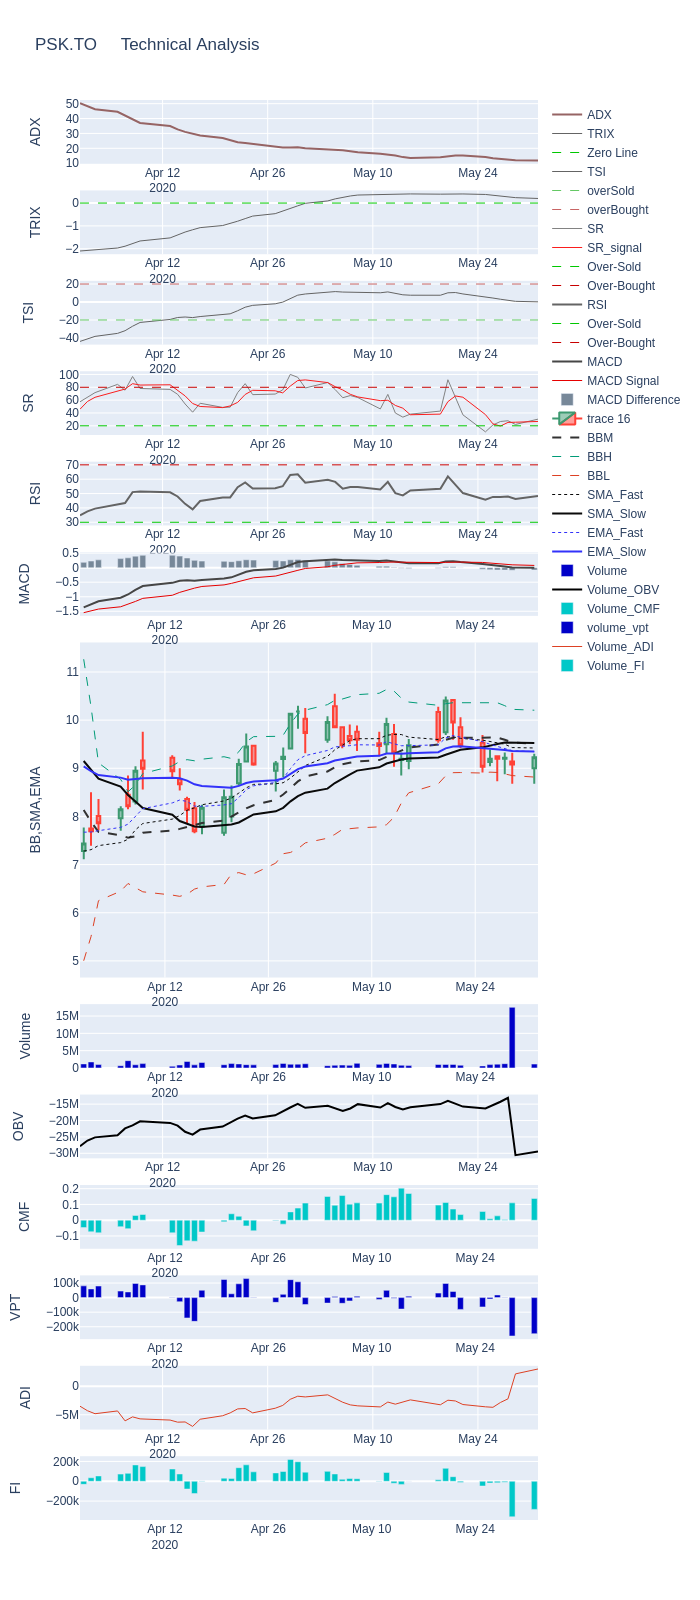 PSK.TO Technical Analysis
ADX
50
40
30
20
10
Apr 12
2020
Apr 26
May 10
May 24
TRIX
0
−1
−2
Apr 12
2020
Apr 26
May 10
May 24
TSI
20
0
−20
−40
Apr 12
2020
Apr 26
May 10
May 24
SR
100
80
60
40
20
Apr 12
2020
Apr 26
May 10
May 24
RSI
70
60
50
40
30
Apr 12
2020
Apr 26
May 10
May 24
MACD
0.5
0
−0.5
−1
−1.5
Apr 12
2020
Apr 26
May 10
May 24
BB,SMA,EMA
11
10
9
8
7
6
5
Apr 12
2020
Apr 26
May 10
May 24
Volume
15M
10M
5M
0
Apr 12
2020
Apr 26
May 10
May 24
OBV
−15M
−20M
−25M
−30M
Apr 12
2020
Apr 26
May 10
May 24
CMF
0.2
0.1
0
−0.1
Apr 12
2020
Apr 26
May 10
May 24
VPT
100k
0
−100k
−200k
Apr 12
2020
Apr 26
May 10
May 24
ADI
0
−5M
Apr 12
2020
Apr 26
May 10
May 24
FI
200k
0
−200k
Apr 12
2020
Apr 26
May 10
May 24
ADX
TRIX
Zero Line
TSI
overSold
overBought
SR
SR_signal
Over-Sold
Over-Bought
RSI
Over-Sold
Over-Bought
MACD
MACD Signal
MACD Difference
trace 16
BBM
BBH
BBL
SMA_Fast
SMA_Slow
EMA_Fast
EMA_Slow
Volume
Volume_OBV
Volume_CMF
volume_vpt
Volume_ADI
Volume_FI